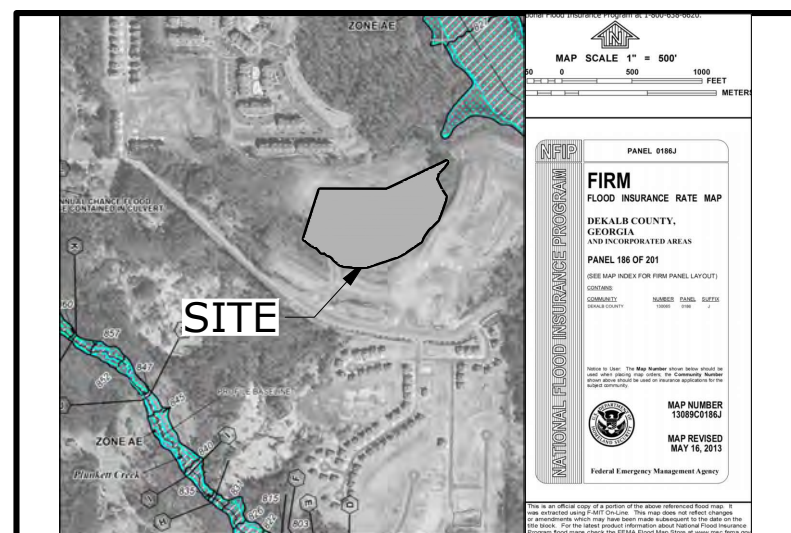 ZONE AE
ANNUAL CHANCE FLOOD
BE CONTAINED IN CULVERT
K
SITE
860
857
852
847
845
PROFILE BASELINE
ZONE AE
840
Plunkett Creek
835
I
H
815
F
E
D
803
onal Flood Insurance Program at 1-800-638-6620.
MAP SCALE 1" = 500'
0 500 1000
FEET
METERS
NFIP
NATIONAL FLOOD INSURANCE PROGRAM
PANEL 0186J
FIRM
FLOOD INSURANCE RATE MAP
DEKALB COUNTY,
GEORGIA
AND INCORPORATED AREAS
PANEL 186 OF 201
(SEE MAP INDEX FOR FIRM PANEL LAYOUT)
CONTAINS:
COMMUNITY NUMBER PANEL SUFFIX
DEKALB COUNTY 130065 0186 J
Notice to User: The Map Number shown below should be
used when placing map orders; the Community Number
shown above should be used on insurance applications for the
subject community.
MAP NUMBER
13089C0186J
MAP REVISED
MAY 16, 2013
Federal Emergency Management Agency
This is an official copy of a portion of the above referenced flood map. It
was extracted using F-MIT On-Line. This map does not reflect changes
or amendments which may have been made subsequent to the date on the
title block. For the latest product information about National Flood Insurance
Program flood maps check the FEMA Flood Map Store at www.msc.fema.gov